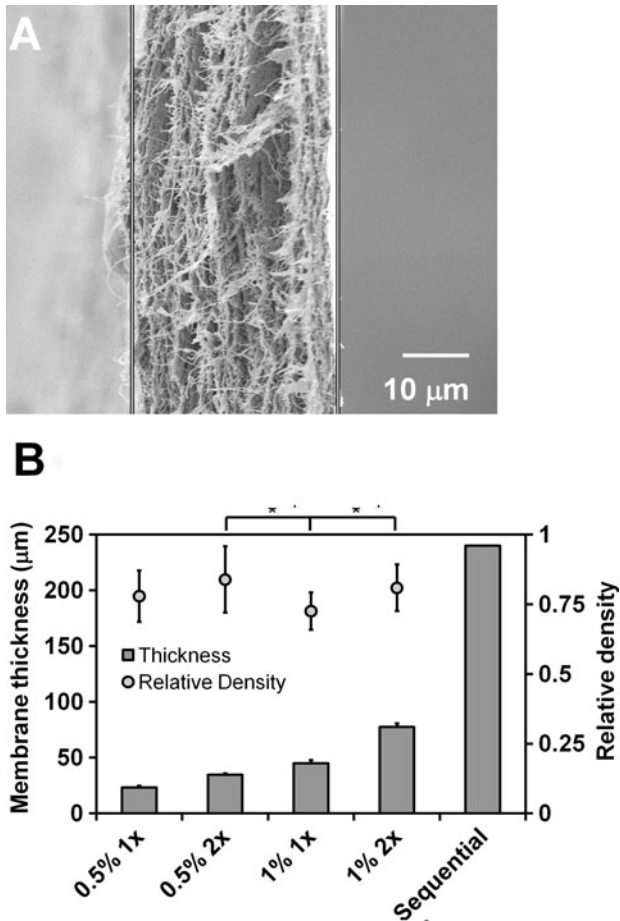 A
10 μm
B
* *
Membrane thickness (μm)
250
200
150
100
50
0
Thickness
Relative Density
1
0.75
0.5
0.25
0
Relative density
0.5% 1x
0.5% 2x
1% 1x
1% 2x
Sequential